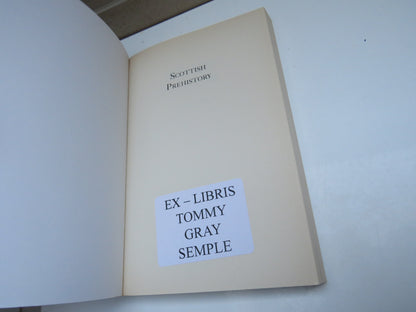 SCOTTISH
PREHISTORY
EX – LIBRIS
TOMMY
GRAY
SEMPLE